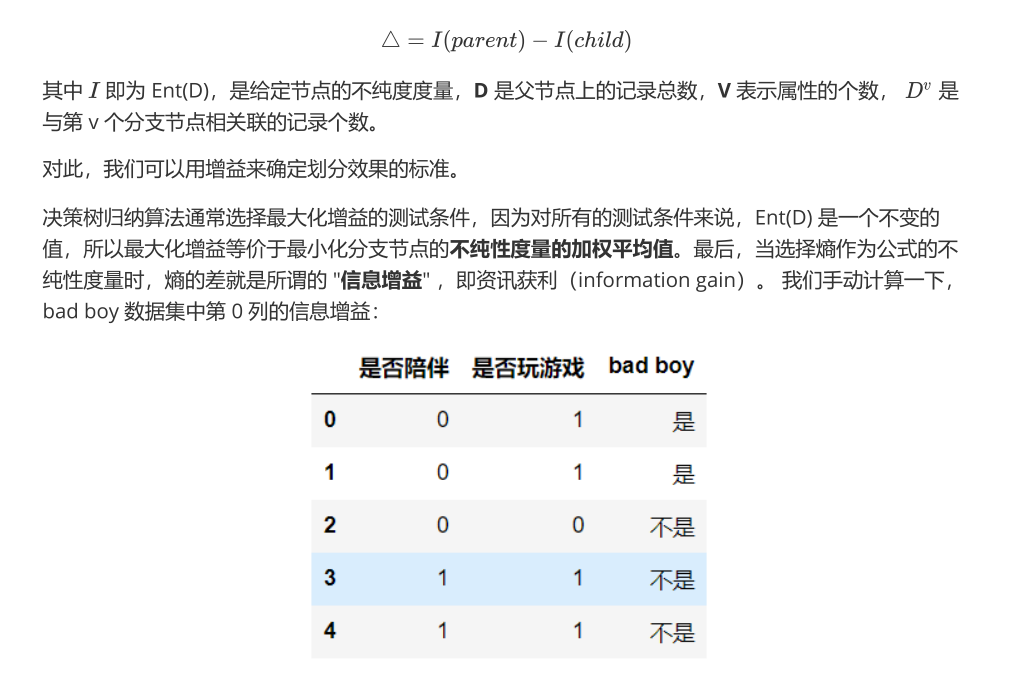 △ = I(parent) − I(child)
其中 I 即为 Ent(D)，是给定节点的不纯度度量，D 是父节点上的记录总数，V 表示属性的个数， Dᵛ 是
与第 v 个分支节点相关联的记录个数。
对此，我们可以用增益来确定划分效果的标准。
决策树归纳算法通常选择最大化增益的测试条件，因为对所有的测试条件来说，Ent(D) 是一个不变的
值，所以最大化增益等价于最小化分支节点的不纯性度量的加权平均值。最后，当选择熵作为公式的不
纯性度量时，熵的差就是所谓的 "信息增益" ，即资讯获利（information gain）。 我们手动计算一下，
bad boy 数据集中第 0 列的信息增益：
是否陪伴 是否玩游戏 bad boy
0 0 1 是
1 0 1 是
2 0 0 不是
3 1 1 不是
4 1 1 不是